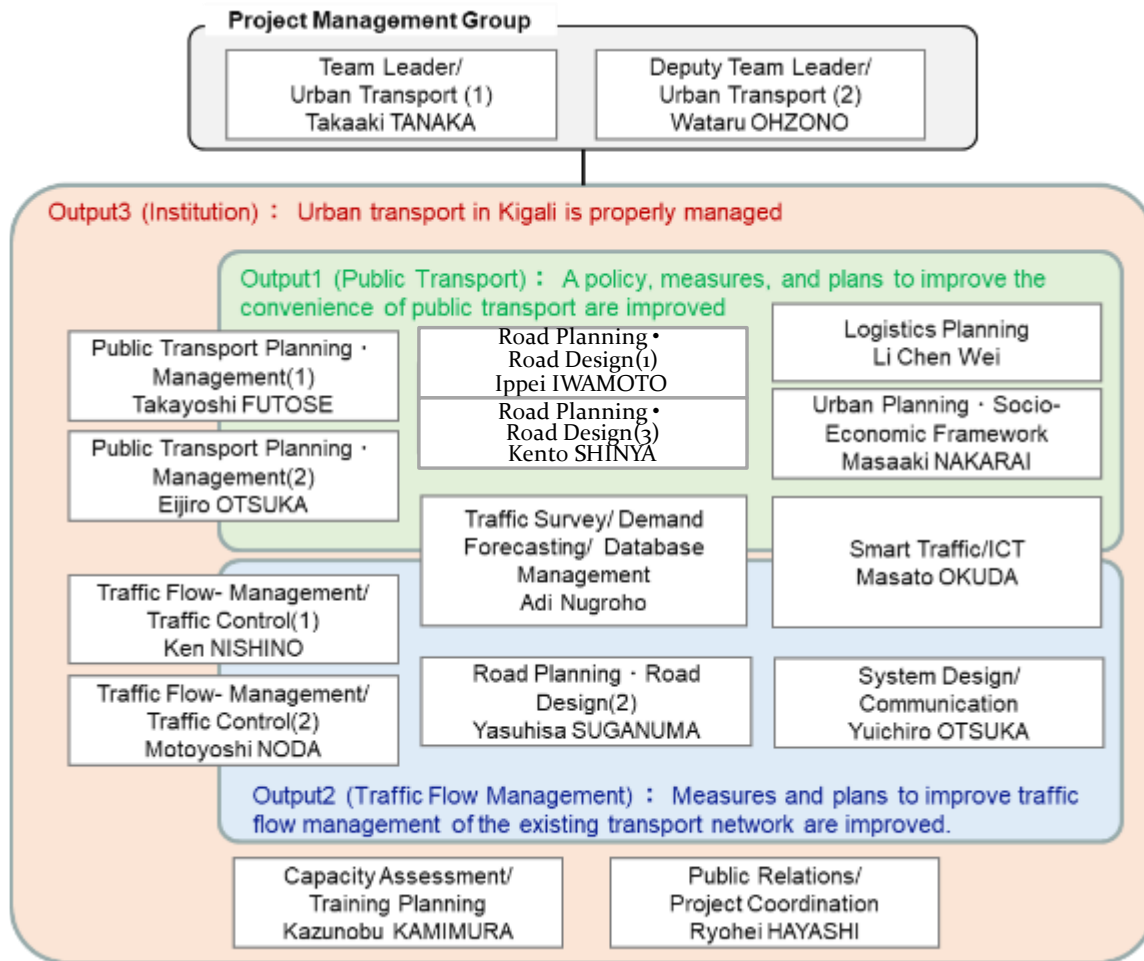 Project Management Group
Team Leader/
Urban Transport (1)
Takaaki TANAKA
Deputy Team Leader/
Urban Transport (2)
Wataru OHZONO
Output3 (Institution) : Urban transport in Kigali is properly managed
Output1 (Public Transport) : A policy, measures, and plans to improve the
convenience of public transport are improved
Public Transport Planning ·
Management(1)
Takayoshi FUTOSE
Public Transport Planning ·
Management(2)
Eijiro OTSUKA
Road Planning •
Road Design(1)
Ippei IWAMOTO
Road Planning •
Road Design(3)
Kento SHINYA
Logistics Planning
Li Chen Wei
Urban Planning · Socio-
Economic Framework
Masaaki NAKARAI
Traffic Survey/ Demand
Forecasting/ Database
Management
Adi Nugroho
Smart Traffic/ICT
Masato OKUDA
Traffic Flow- Management/
Traffic Control(1)
Ken NISHINO
Traffic Flow- Management/
Traffic Control(2)
Motoyoshi NODA
Road Planning · Road
Design(2)
Yasuhisa SUGANUMA
System Design/
Communication
Yuichiro OTSUKA
Output2 (Traffic Flow Management) : Measures and plans to improve traffic
flow management of the existing transport network are improved.
Capacity Assessment/
Training Planning
Kazunobu KAMIMURA
Public Relations/
Project Coordination
Ryohei HAYASHI